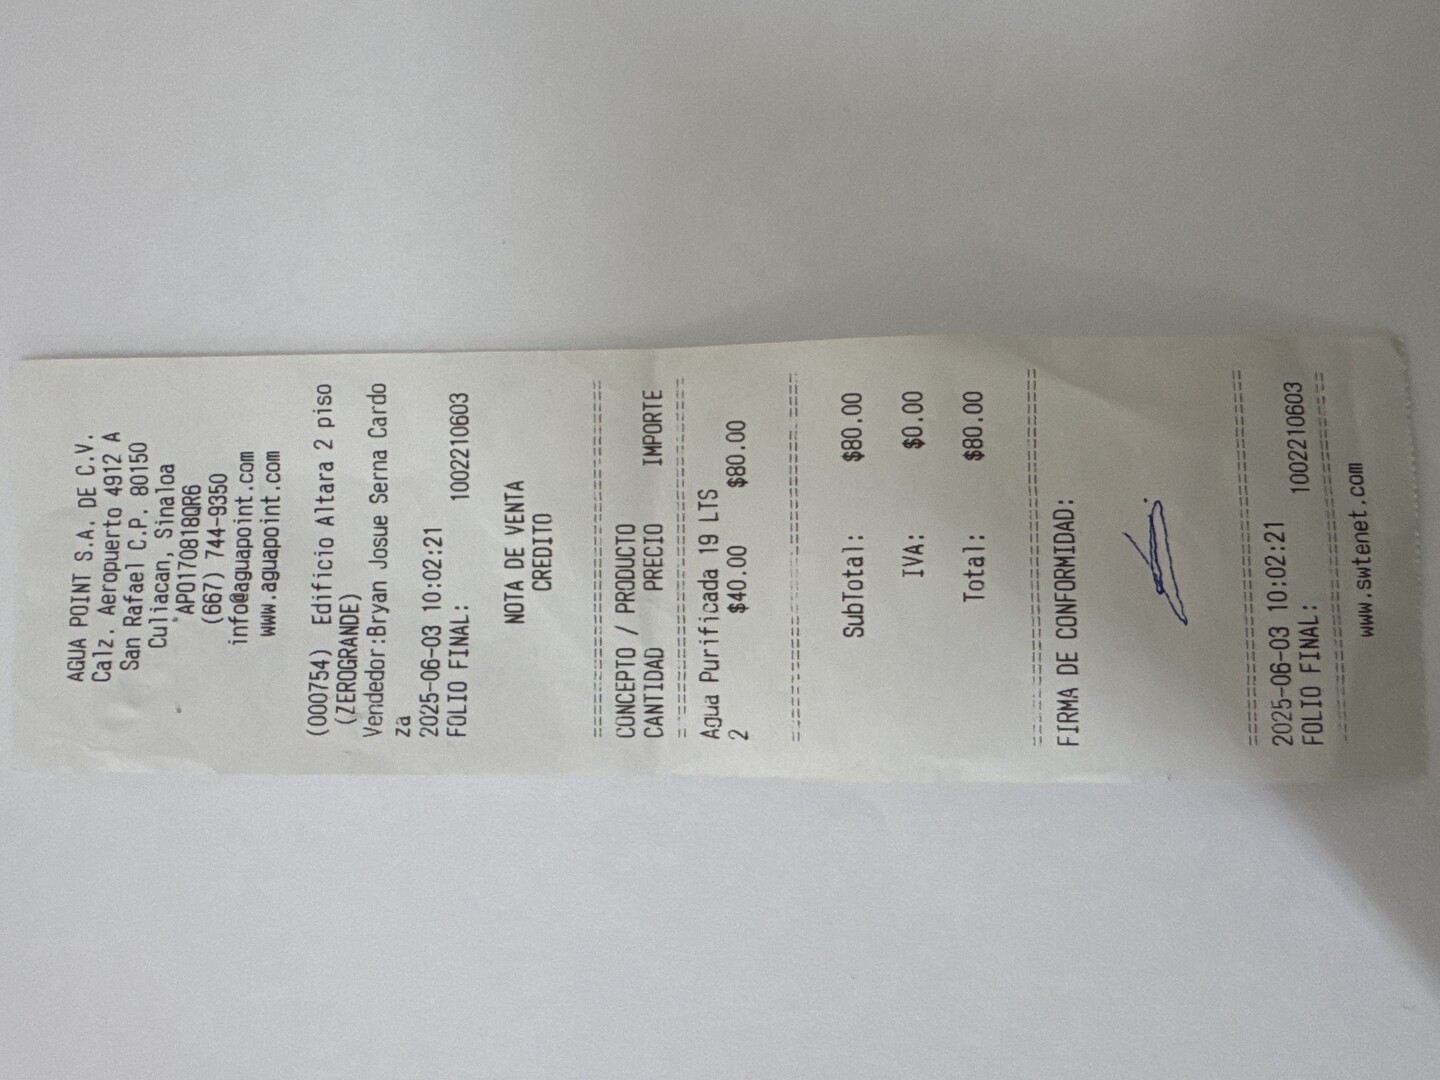 AGUA POINT S.A. DE C.V.
Calz. Aeropuerto 4912 A
San Rafael C.P. 80150
Culiacan, Sinaloa
APO170818QR6
(667) 744-9350
info@aguapoint.com
www.aguapoint.com
(000754) Edificio Altara 2 piso
(ZEROGRANDE)
Vendedor:Bryan Josue Serna Cardo
za
2025-06-03 10:02:21
FOLIO FINAL: 1002210603
NOTA DE VENTA
CREDITO
================================
CONCEPTO / PRODUCTO
CANTIDAD PRECIO IMPORTE
================================
Agua Purificada 19 LTS
2 $40.00 $80.00
================================
SubTotal: $80.00
IVA: $0.00
Total: $80.00
================================
FIRMA DE CONFORMIDAD:
================================
2025-06-03 10:02:21
FOLIO FINAL: 1002210603
================================
www.swtenet.com